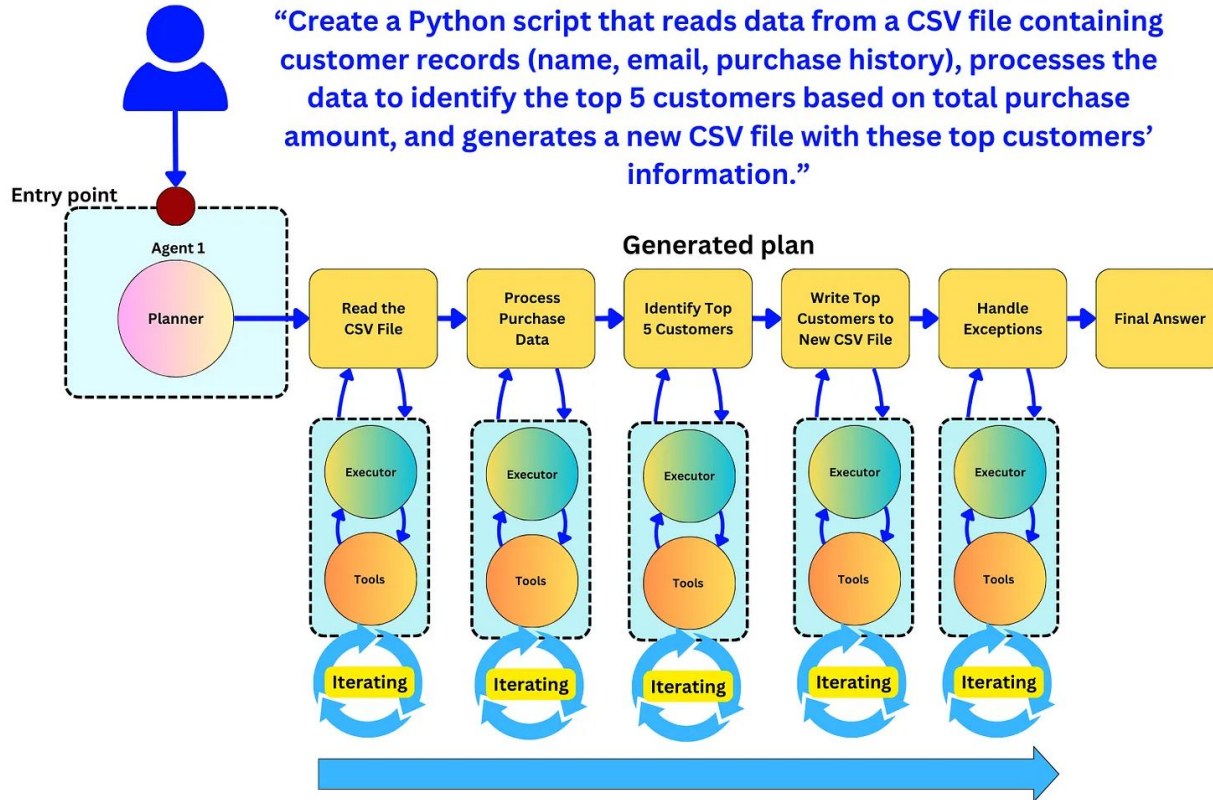 “Create a Python script that reads data from a CSV file containing
customer records (name, email, purchase history), processes the
data to identify the top 5 customers based on total purchase
amount, and generates a new CSV file with these top customers’
information.”
Entry point
Agent 1
Planner
Generated plan
Read the
CSV File
Process
Purchase
Data
Identify Top
5 Customers
Write Top
Customers to
New CSV File
Handle
Exceptions
Final Answer
Executor
Executor
Executor
Executor
Executor
Tools
Tools
Tools
Tools
Tools
Iterating
Iterating
Iterating
Iterating
Iterating